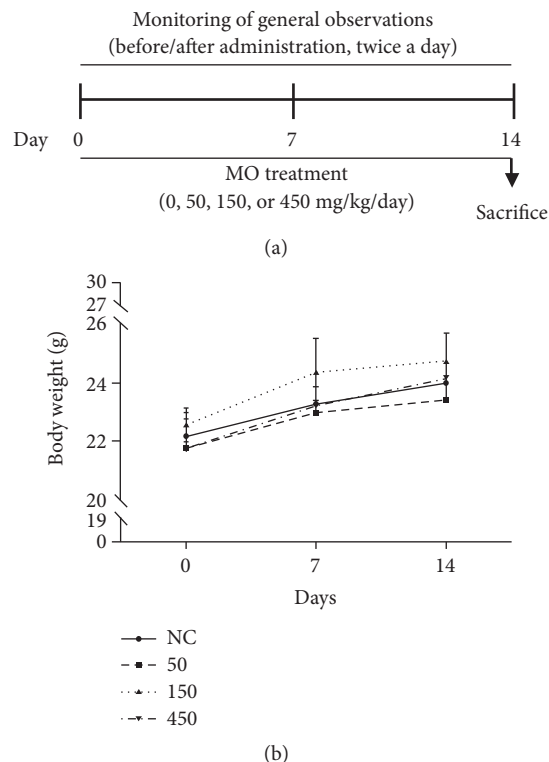 Monitoring of general observations
(before/after administration, twice a day)
Day 0 7 14
MO treatment
(0, 50, 150, or 450 mg/kg/day)
Sacrifice
(a)
30
27
26
24
22
20
19
0
Body weight (g)
0 7 14
Days
NC
50
150
450
(b)